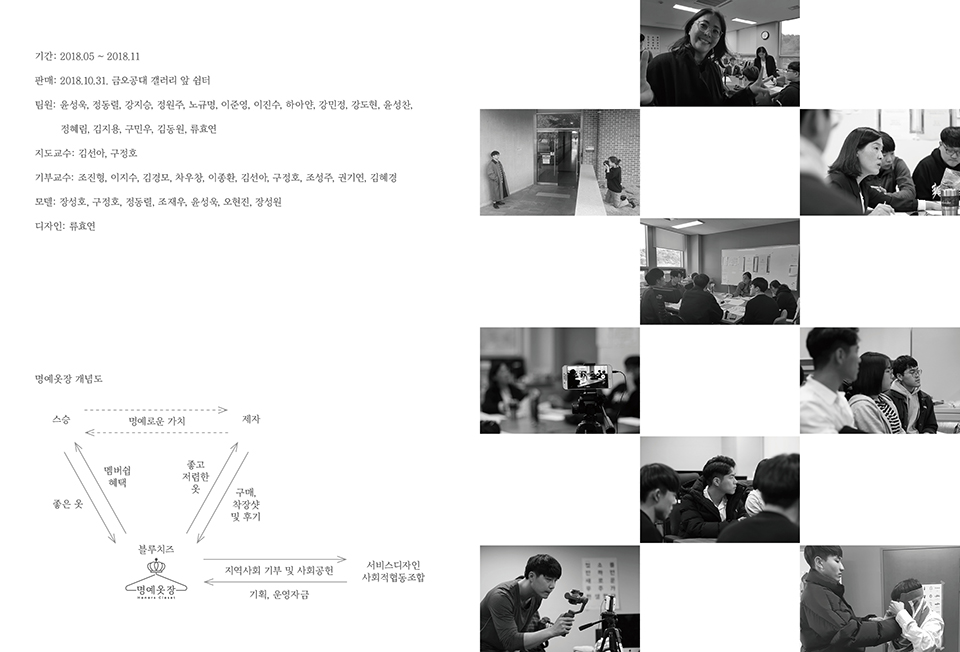 기간: 2018.05 ~ 2018.11
판매: 2018.10.31. 금오공대 갤러리 앞 쉼터
팀원: 윤성욱, 정동렬, 강지승, 정원주, 노규명, 이준영, 이진수, 하아얀, 강민정, 강도현, 윤성찬,
정혜림, 김지용, 구민우, 김동원, 류효연
지도교수: 김선아, 구정호
기부교수: 조진형, 이지수, 김경모, 차우창, 이종환, 김선아, 구정호, 조성주, 권기연, 김혜경
모델: 장성호, 구정호, 정동렬, 조재우, 윤성욱, 오현진, 장성원
디자인: 류효연
명예옷장 개념도
스승
명예로운 가치
제자
좋은 옷
멤버쉽
혜택
좋고
저렴한
옷
구매,
착장샷
및 후기
블루치즈
명예옷장
Honors Closet
지역사회 기부 및 사회공헌
기획, 운영자금
서비스디자인
사회적협동조합